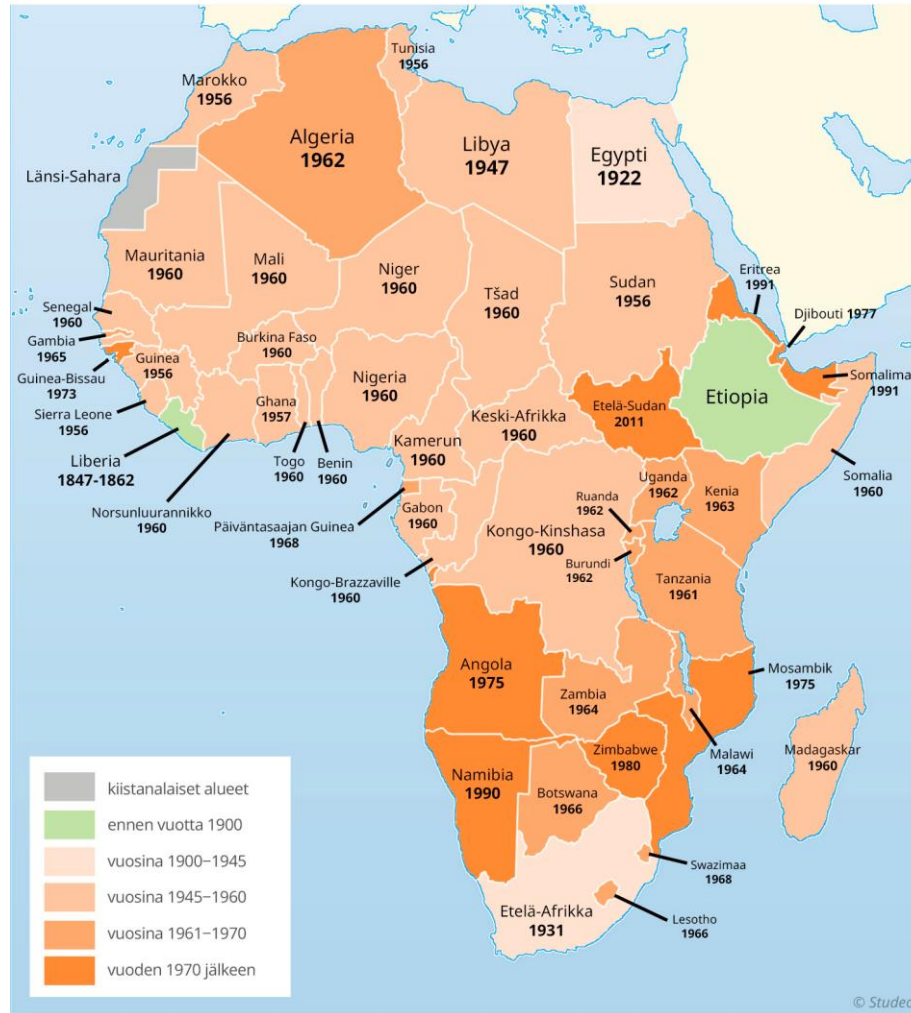 Tunisia
1956
Marokko
1956
Algeria
1962
Libya
1947
Egypti
1922
Länsi-Sahara
Mauritania
1960
Mali
1960
Niger
1960
Tšad
1960
Sudan
1956
Eritrea
1991
Djibouti 1977
Senegal
1960
Gambia
1965
Guinea-Bissau
1973
Guinea
1956
Sierra Leone
1956
Liberia
1847-1862
Norsunluurannikko
1960
Burkina Faso
1960
Ghana
1957
Togo
1960
Benin
1960
Nigeria
1960
Kamerun
1960
Keski-Afrikka
1960
Etelä-Sudan
2011
Etiopia
Somalimaa
1991
Somalia
1960
Päiväntasaajan Guinea
1968
Gabon
1960
Kongo-Brazzaville
1960
Kongo-Kinshasa
1960
Uganda
1962
Ruanda
1962
Burundi
1962
Kenia
1963
Tanzania
1961
Angola
1975
Zambia
1964
Mosambik
1975
Malawi
1964
Madagaskar
1960
Namibia
1990
Zimbabwe
1980
Botswana
1966
Swazimaa
1968
Lesotho
1966
Etelä-Afrikka
1931
kiistanalaiset alueet
ennen vuotta 1900
vuosina 1900–1945
vuosina 1945–1960
vuosina 1961–1970
vuoden 1970 jälkeen
© Studeo